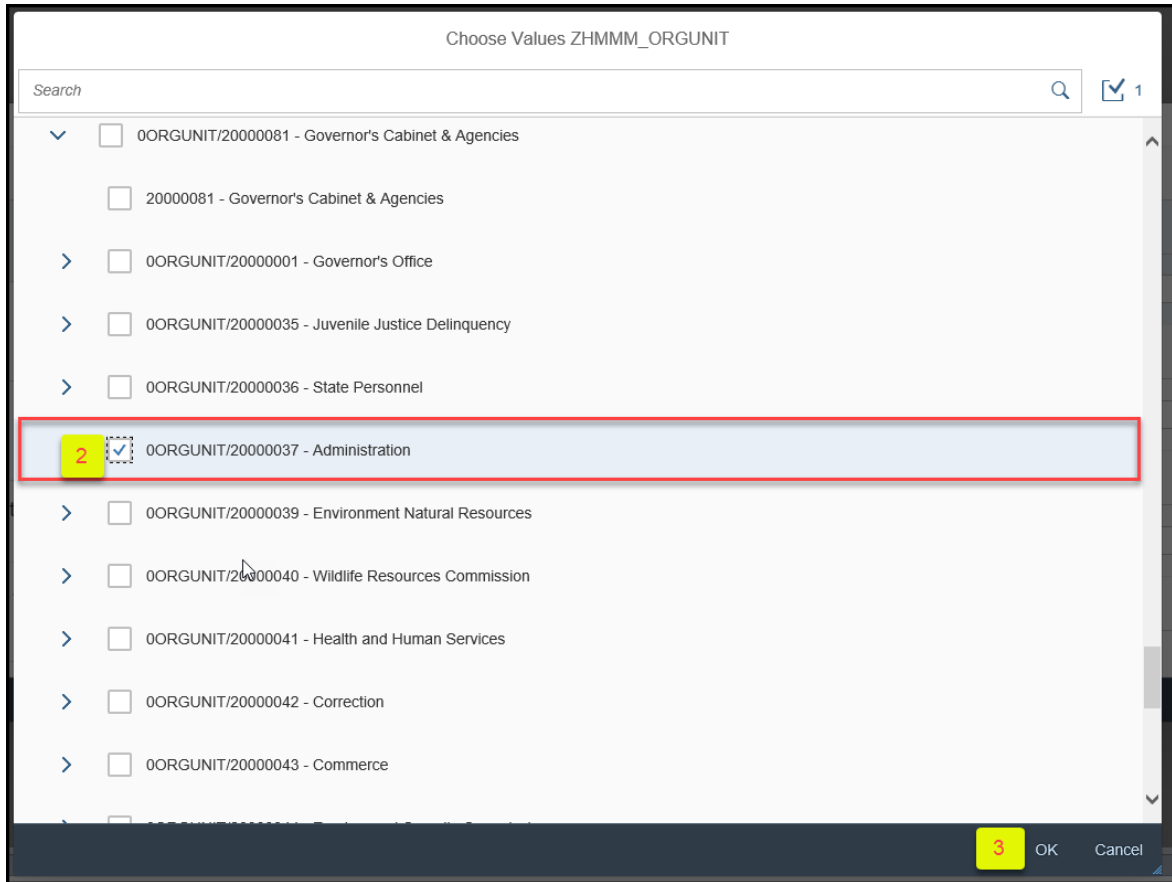 Choose Values ZHMMM_ORGUNIT
Search
1
0ORGUNIT/20000081 - Governor's Cabinet & Agencies
20000081 - Governor's Cabinet & Agencies
0ORGUNIT/20000001 - Governor's Office
0ORGUNIT/20000035 - Juvenile Justice Delinquency
0ORGUNIT/20000036 - State Personnel
2 0ORGUNIT/20000037 - Administration
0ORGUNIT/20000039 - Environment Natural Resources
0ORGUNIT/20000040 - Wildlife Resources Commission
0ORGUNIT/20000041 - Health and Human Services
0ORGUNIT/20000042 - Correction
0ORGUNIT/20000043 - Commerce
3 OK Cancel